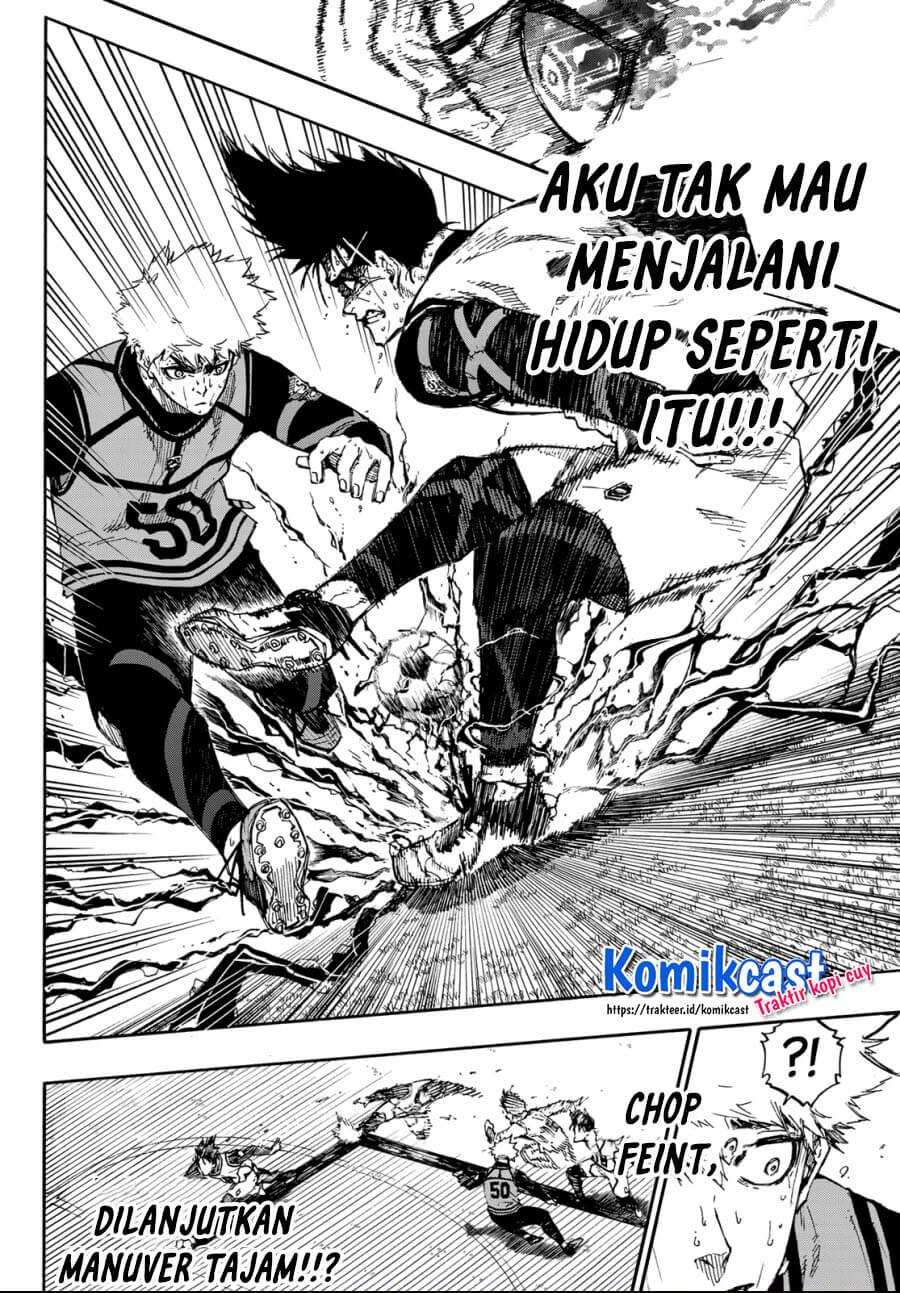 AKU TAK MAU
MENJALANI
HIDUP SEPERTI
ITU!!!
50
Komikcast
Traktir kopi cuy
https://trakteer.id/komikcast
?!
CHOP
FEINT,
50
DILANJUTKAN
MANUVER TAJAM!!?